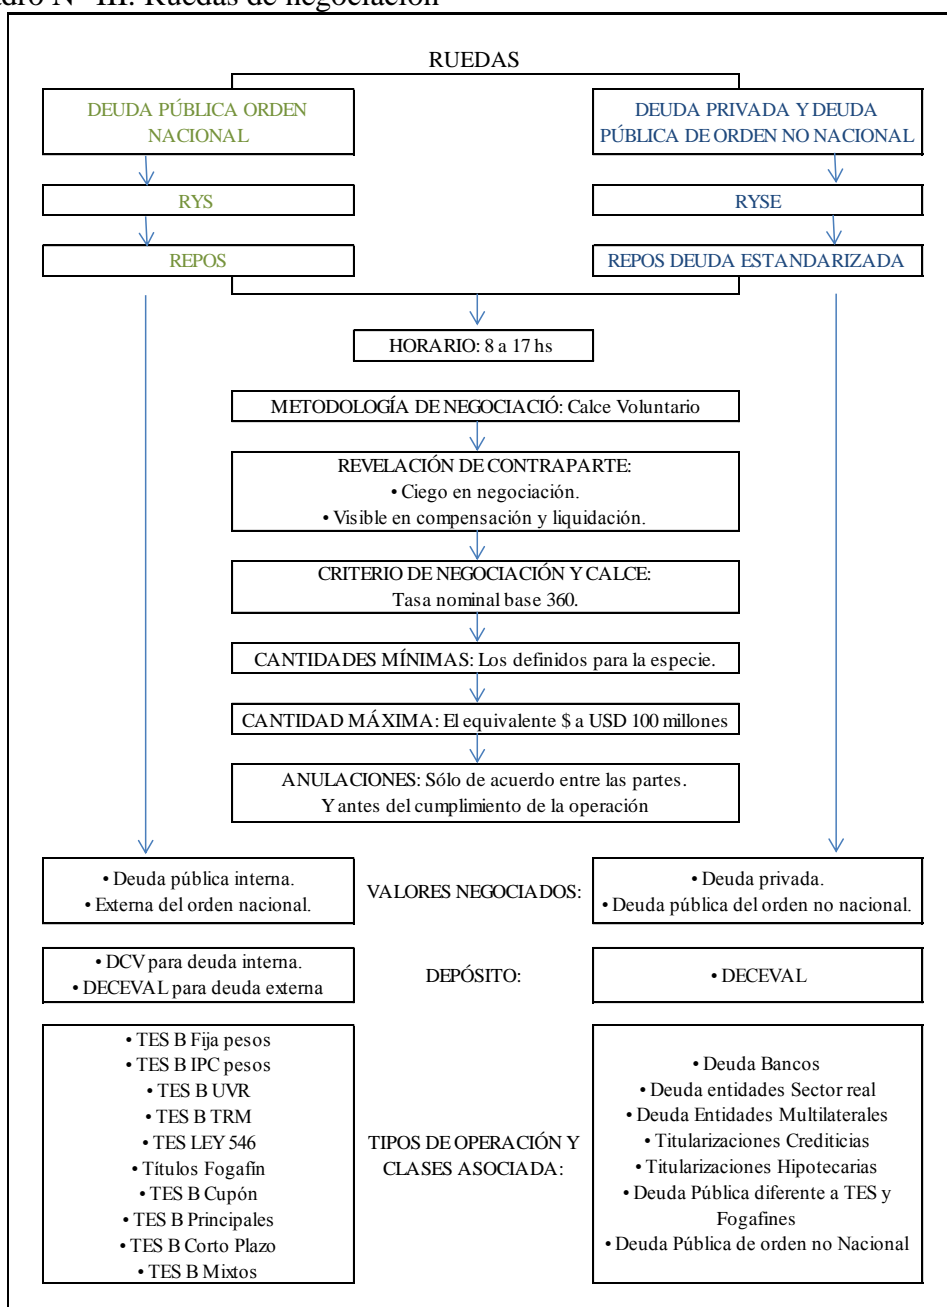 RUEDAS
DEUDA PÚBLICA ORDEN
NACIONAL
DEUDA PRIVADA Y DEUDA
PÚBLICA DE ORDEN NO NACIONAL
RYS
RYSE
REPOS
REPOS DEUDA ESTANDARIZADA
HORARIO: 8 a 17 hs
METODOLOGÍA DE NEGOCIACIÓ: Calce Voluntario
REVELACIÓN DE CONTRAPARTE:
• Ciego en negociación.
• Visible en compensación y liquidación.
CRITERIO DE NEGOCIACIÓN Y CALCE:
Tasa nominal base 360.
CANTIDADES MÍNIMAS: Los definidos para la especie.
CANTIDAD MÁXIMA: El equivalente $ a USD 100 millones
ANULACIONES: Sólo de acuerdo entre las partes.
Y antes del cumplimiento de la operación
• Deuda pública interna.
• Externa del orden nacional.
VALORES NEGOCIADOS:
• Deuda privada.
• Deuda pública del orden no nacional.
• DCV para deuda interna.
• DECEVAL para deuda externa
DEPÓSITO:
• DECEVAL
• TES B Fija pesos
• TES B IPC pesos
• TES B UVR
• TES B TRM
• TES LEY 546
• Títulos Fogafín
• TES B Cupón
• TES B Principales
• TES B Corto Plazo
• TES B Mixtos
TIPOS DE OPERACIÓN Y
CLASES ASOCIADA:
• Deuda Bancos
• Deuda entidades Sector real
• Deuda Entidades Multilaterales
• Titularizaciones Crediticias
• Titularizaciones Hipotecarias
• Deuda Pública diferente a TES y
Fogafines
• Deuda Pública de orden no Nacional